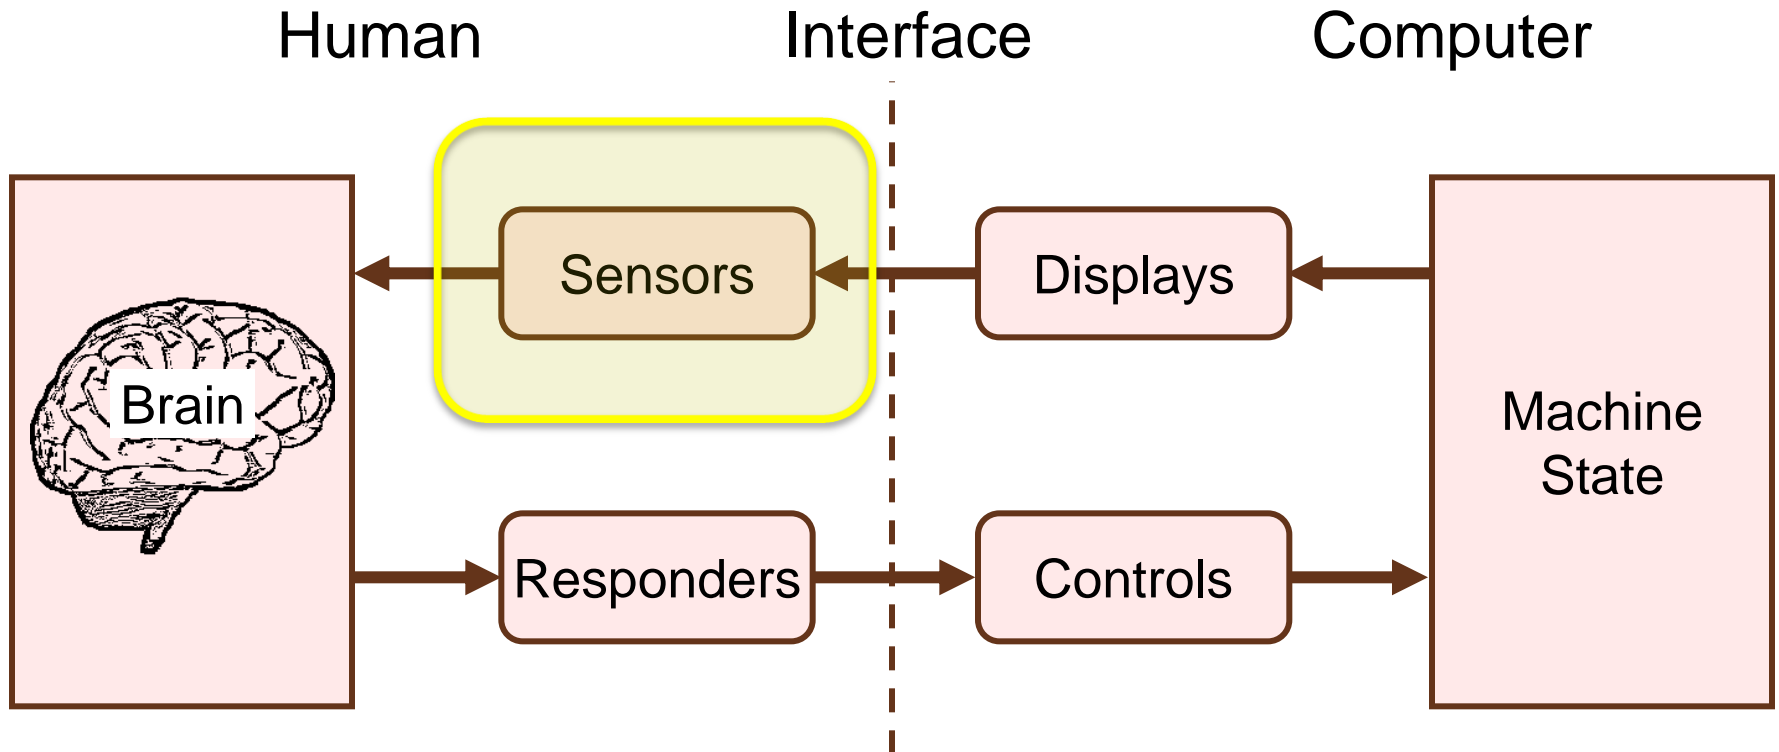 Human
Interface
Computer
Sensors
Displays
Brain
Machine
State
Responders
Controls